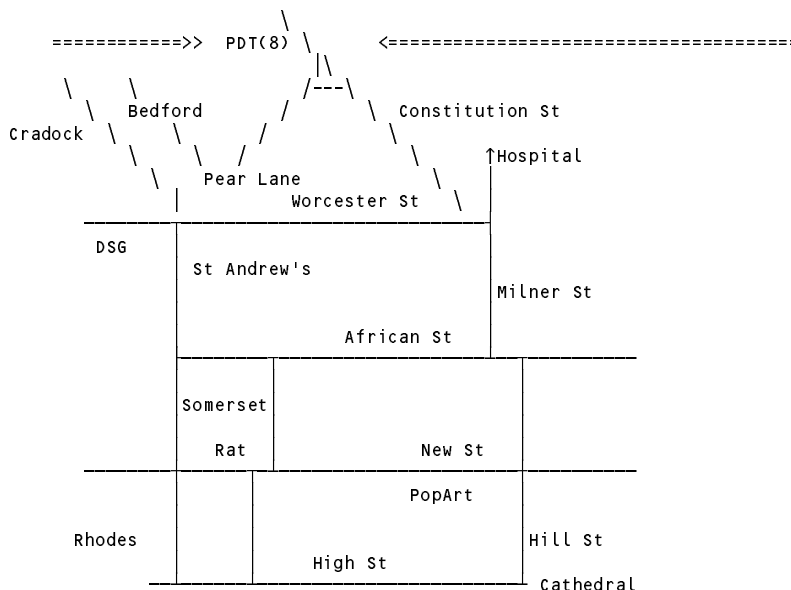 PDT(8)
Bedford
Constitution St
Cradock
↑Hospital
Pear Lane
Worcester St
DSG
St Andrew's
Milner St
African St
Somerset
Rat
New St
PopArt
Rhodes
Hill St
High St
Cathedral